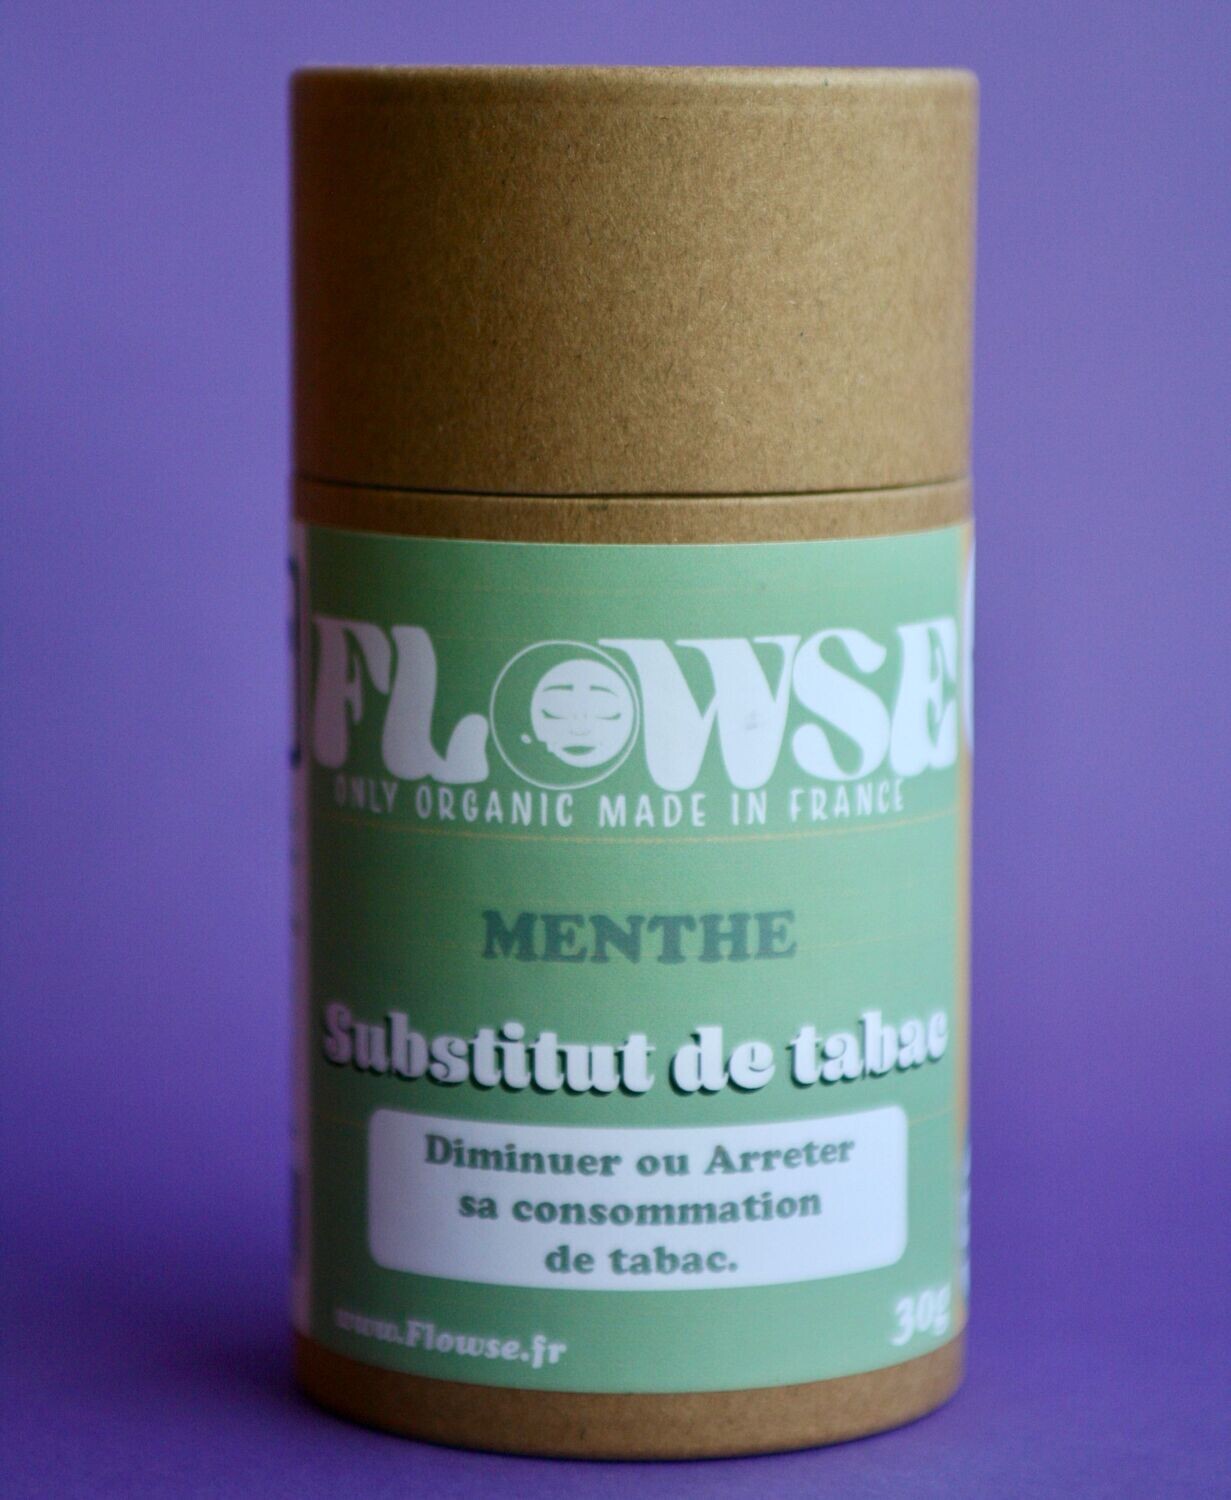 FLOWSE
ONLY ORGANIC MADE IN FRANCE
MENTHE
Substitut de tabac
Diminuer ou Arreter
sa consommation
de tabac.
www.Flowse.fr
30g